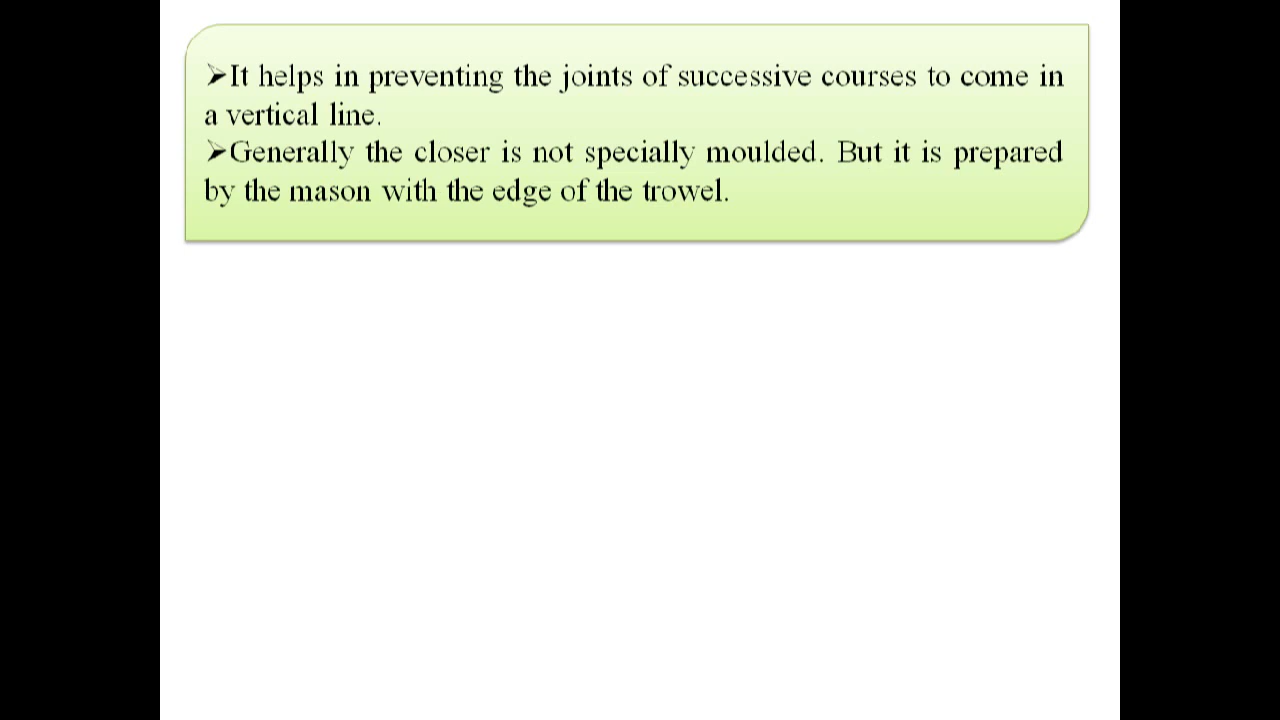 ➢It helps in preventing the joints of successive courses to come in
a vertical line.
➢Generally the closer is not specially moulded. But it is prepared
by the mason with the edge of the trowel.